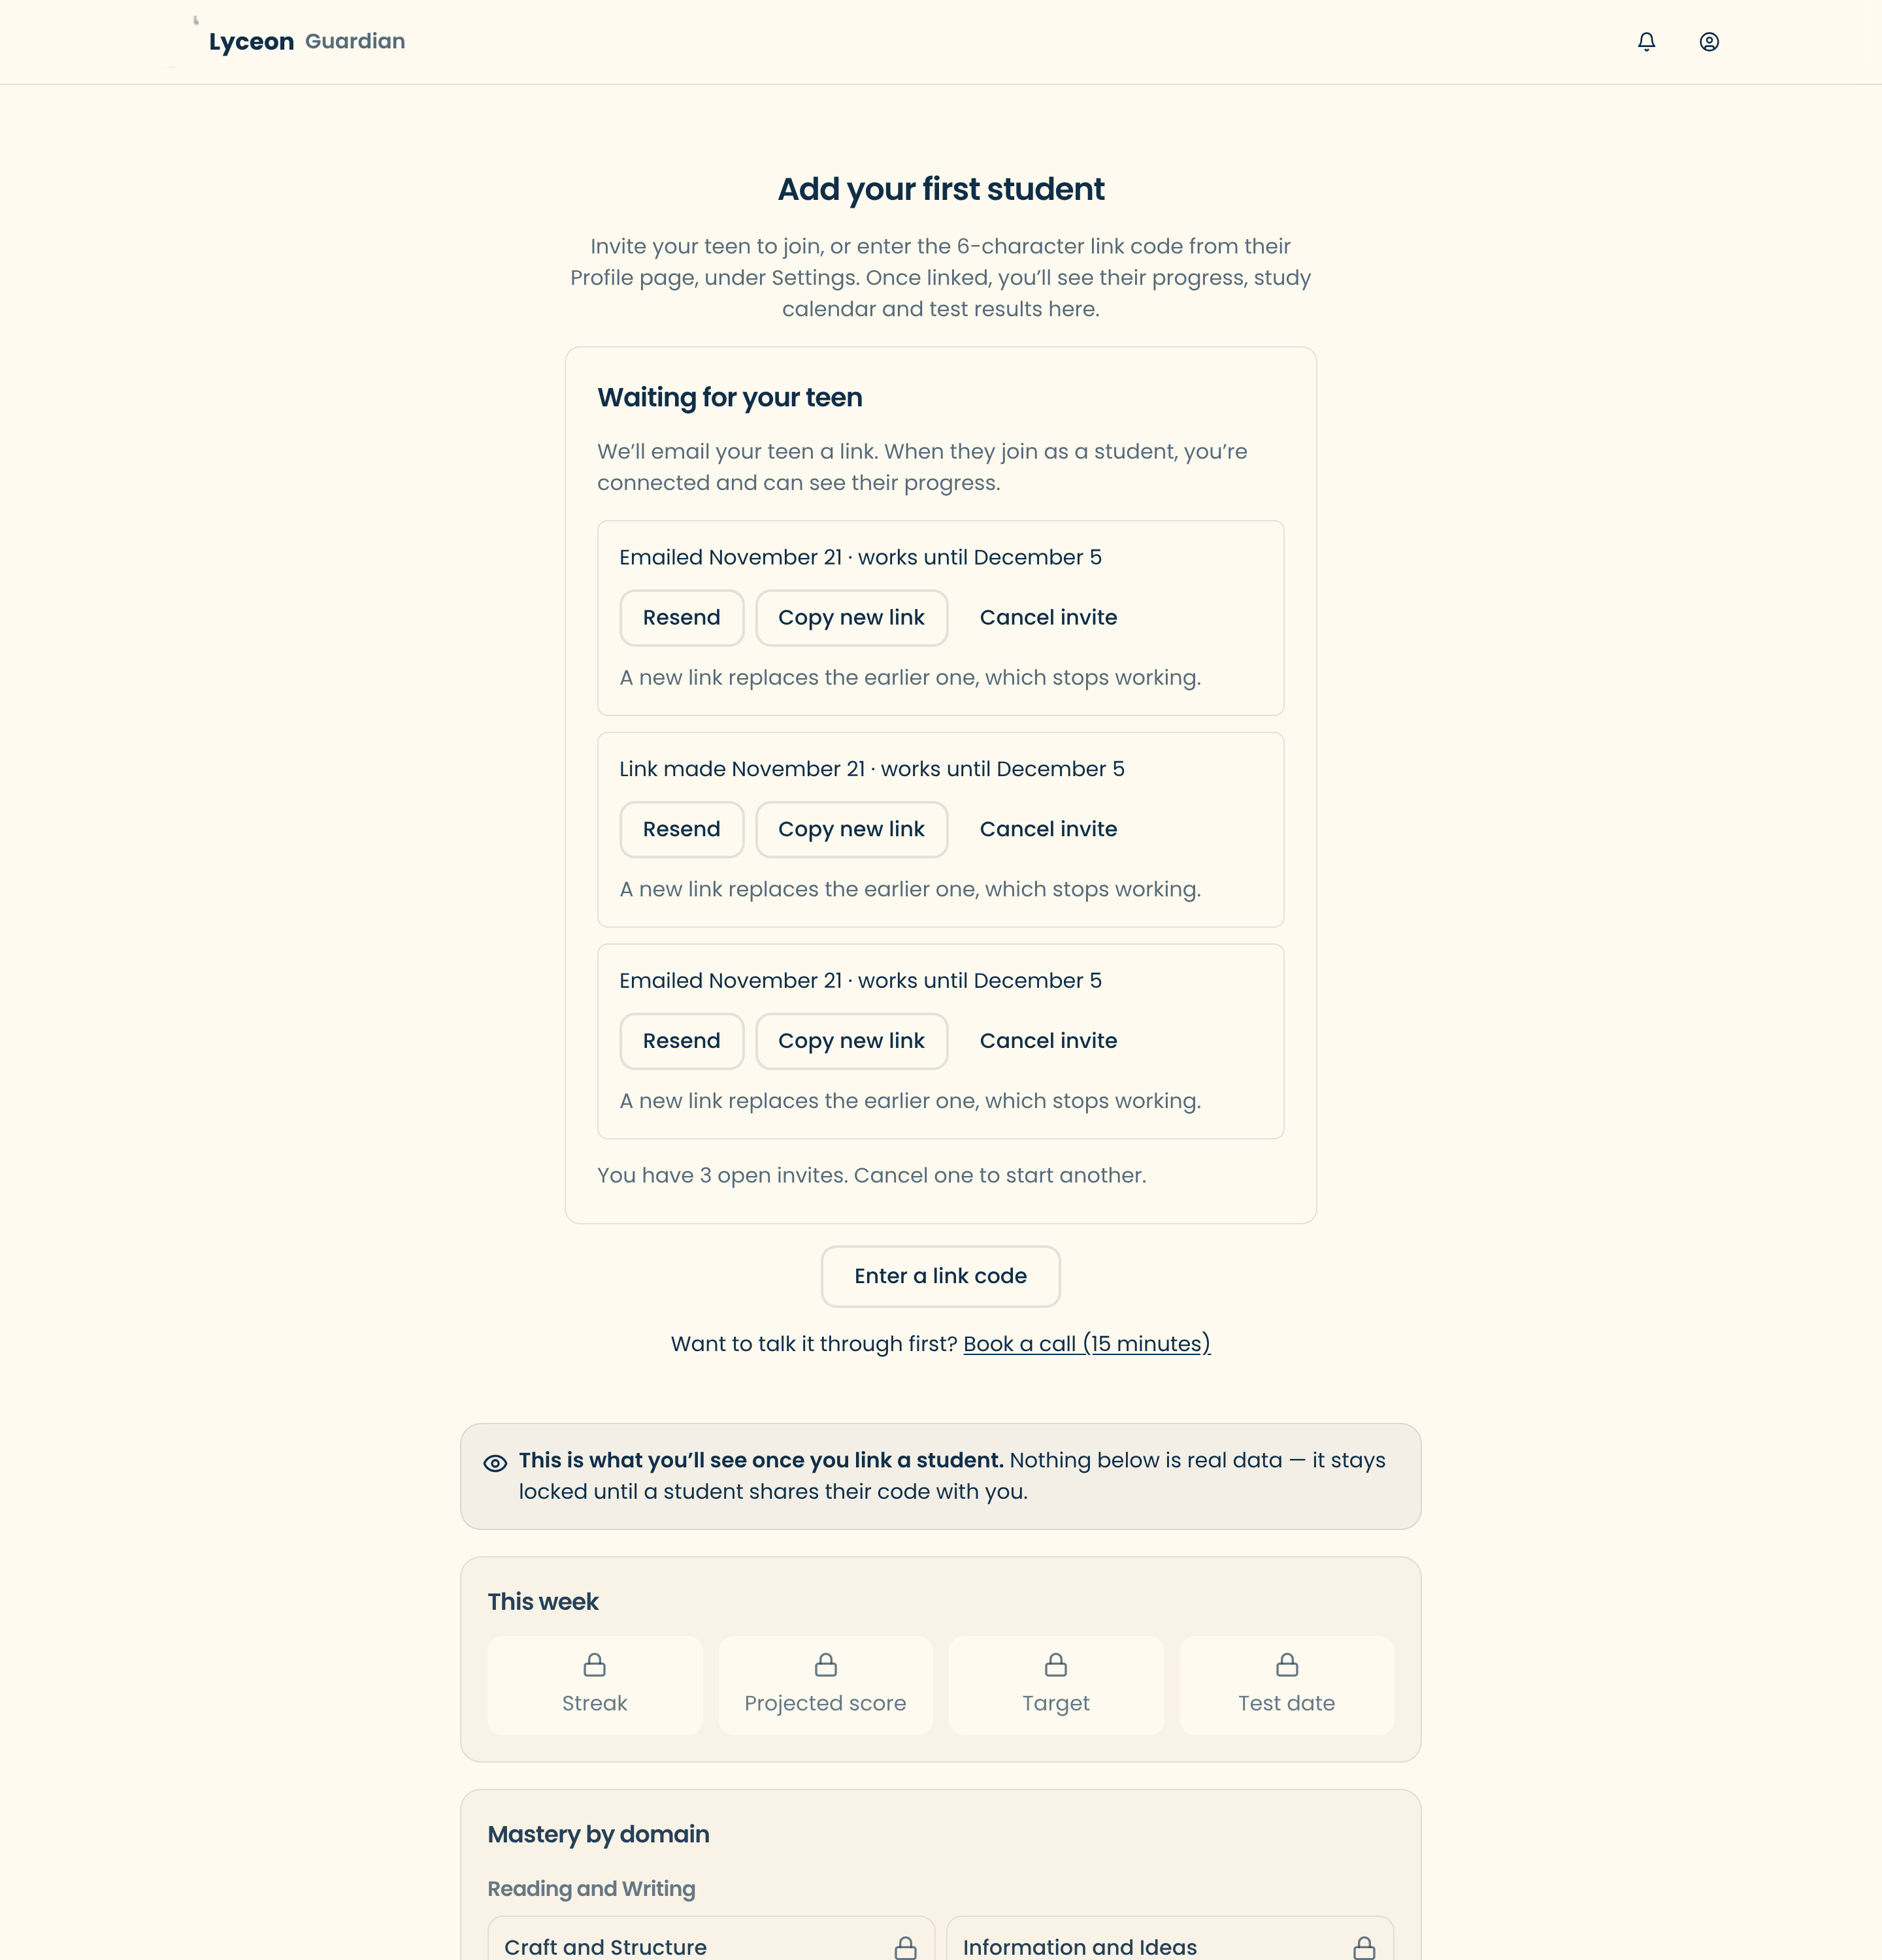 Lyceon Guardian
Add your first student
Invite your teen to join, or enter the 6-character link code from their
Profile page, under Settings. Once linked, you’ll see their progress, study
calendar and test results here.
Waiting for your teen
We’ll email your teen a link. When they join as a student, you’re
connected and can see their progress.
Emailed November 21 · works until December 5
Resend Copy new link Cancel invite
A new link replaces the earlier one, which stops working.
Link made November 21 · works until December 5
Resend Copy new link Cancel invite
A new link replaces the earlier one, which stops working.
Emailed November 21 · works until December 5
Resend Copy new link Cancel invite
A new link replaces the earlier one, which stops working.
You have 3 open invites. Cancel one to start another.
Enter a link code
Want to talk it through first? Book a call (15 minutes)
This is what you’ll see once you link a student. Nothing below is real data — it stays
locked until a student shares their code with you.
This week
Streak Projected score Target Test date
Mastery by domain
Reading and Writing
Craft and Structure Information and Ideas